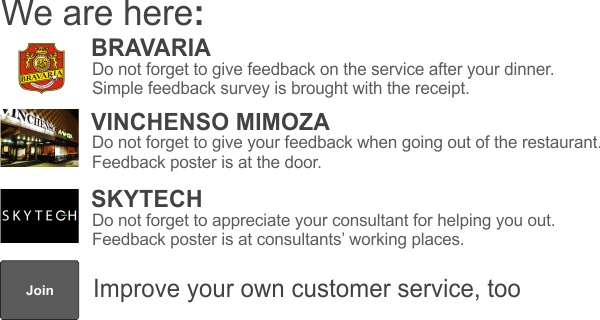 We are here:
BRAVARIA
Do not forget to give feedback on the service after your dinner.
Simple feedback survey is brought with the receipt.
BRAVARIA
VINCHENSO MIMOZA
Do not forget to give your feedback when going out of the restaurant.
Feedback poster is at the door.
VINCHENSO
SKYTECH
Do not forget to appreciate your consultant for helping you out.
Feedback poster is at consultants’ working places.
SKYTECH
Join
Improve your own customer service, too